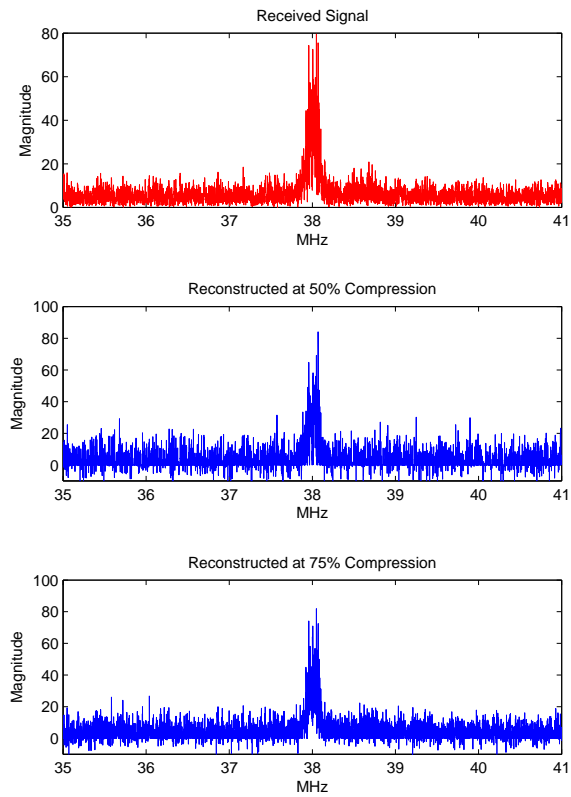 Received Signal
80
60
40
20
0
Magnitude
35 36 37 38 39 40 41
MHz
Reconstructed at 50% Compression
100
80
60
40
20
0
Magnitude
35 36 37 38 39 40 41
MHz
Reconstructed at 75% Compression
100
80
60
40
20
0
Magnitude
35 36 37 38 39 40 41
MHz